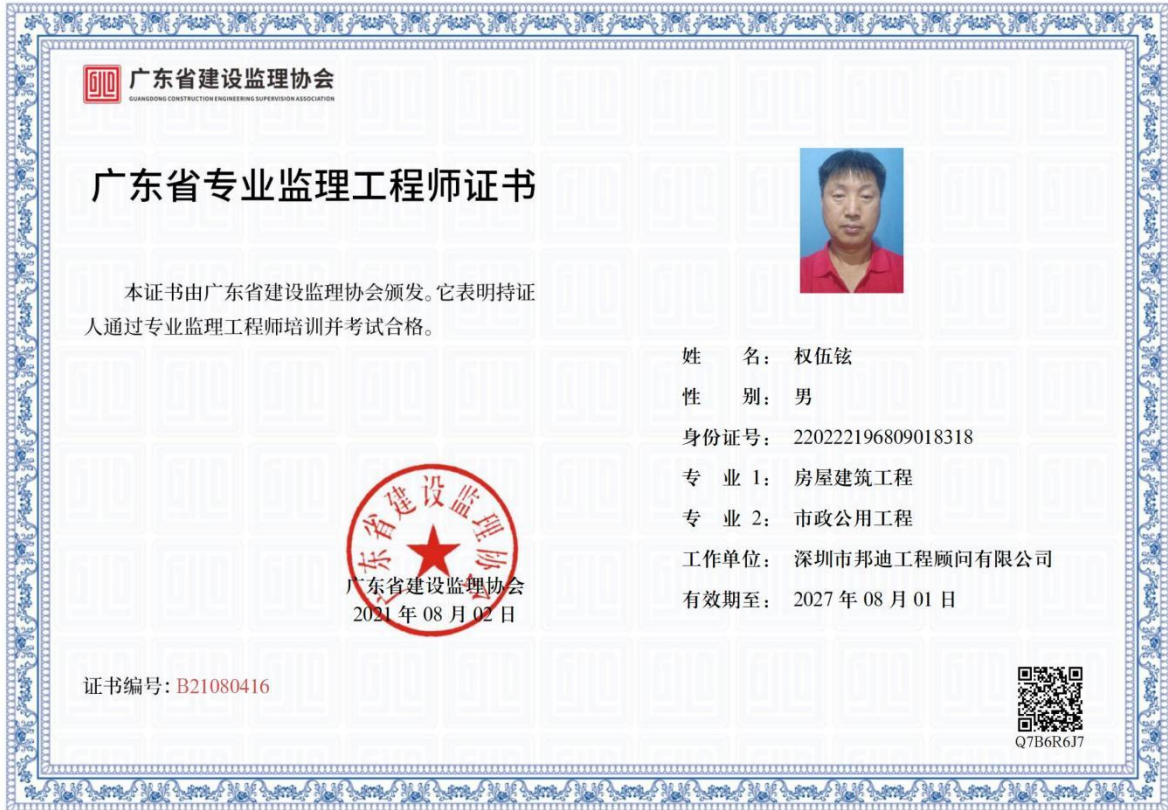 广东省建设监理协会
GUANGDONG CONSTRUCTION ENGINEERING SUPERVISION ASSOCIATION
广东省专业监理工程师证书
本证书由广东省建设监理协会颁发。它表明持证
人通过专业监理工程师培训并考试合格。
姓 名： 权伍铉
性 别： 男
身份证号： 220222196809018318
专 业 1： 房屋建筑工程
专 业 2： 市政公用工程
工作单位： 深圳市邦迪工程顾问有限公司
有效期至： 2027 年 08 月 01 日
广东省建设监理协会
广东省建设监理协会
2021 年 08 月 02 日
证书编号：B21080416
Q7B6R6J7